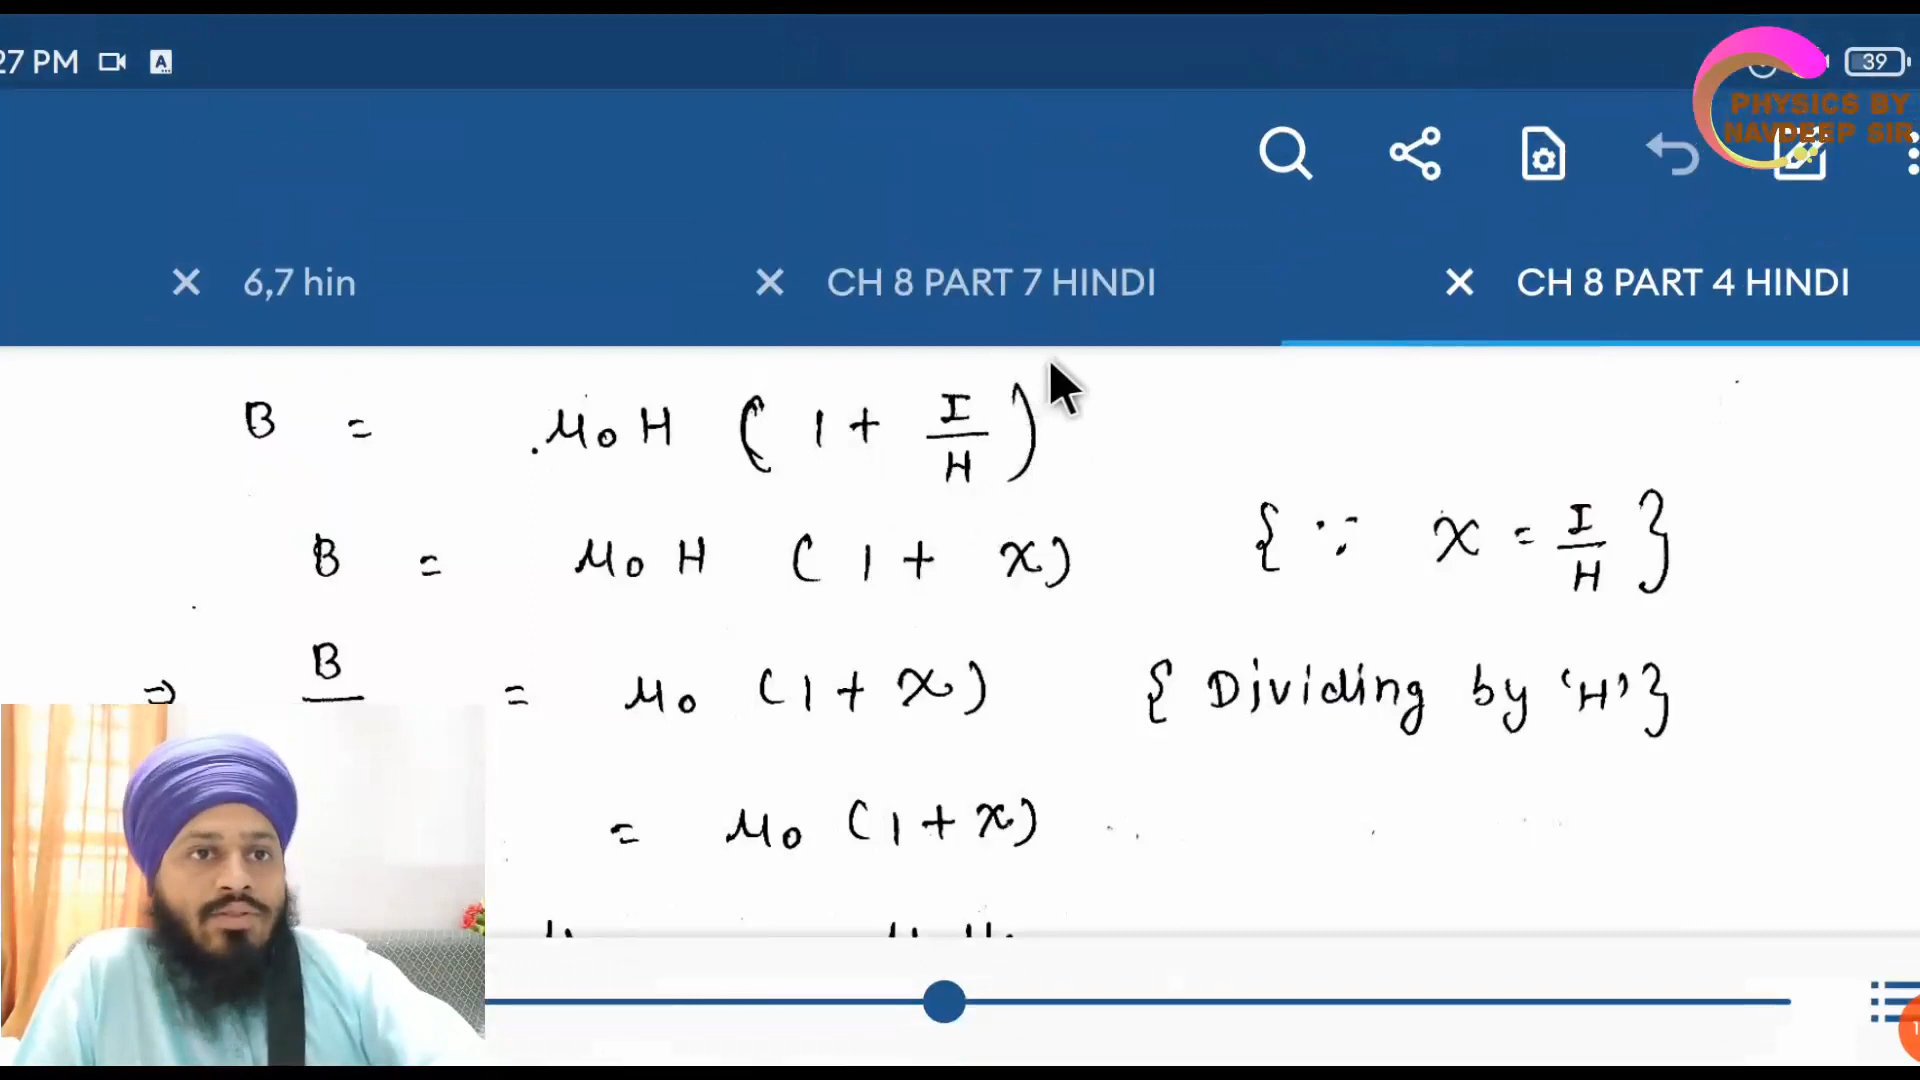 27 PM A 39
PHYSICS BY
NAVDEEP SIR
6,7 hin CH 8 PART 7 HINDI CH 8 PART 4 HINDI
B = μ₀H (1 + I/H)
B = μ₀H (1 + χ) {∵ χ = I/H}
⇒ B = μ₀ (1 + χ) {Dividing by 'H'}
= μ₀ (1 + χ)